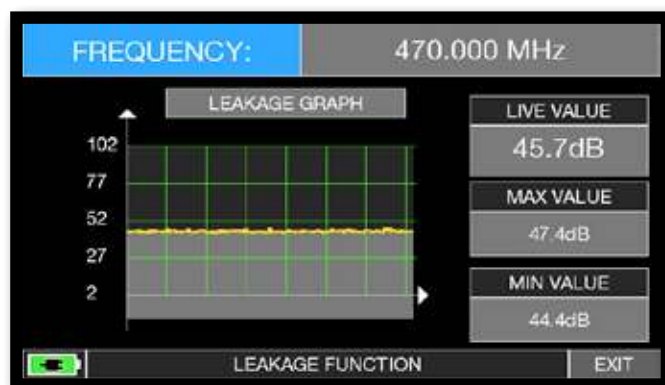 FREQUENCY: 470.000 MHz
LEAKAGE GRAPH
102
77
52
27
2
LIVE VALUE
45.7dB
MAX VALUE
47.4dB
MIN VALUE
44.4dB
LEAKAGE FUNCTION
EXIT